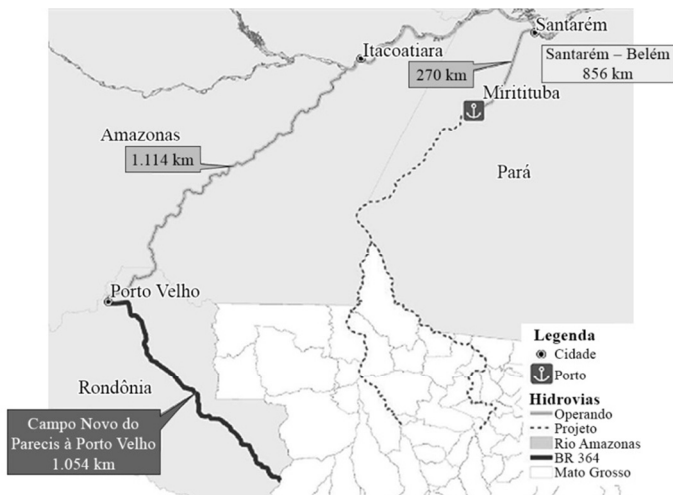 Santarém
Itacoatiara
270 km
Santarém – Belém
856 km
Miritituba
Amazonas
1.114 km
Pará
Porto Velho
Rondônia
Campo Novo do
Parecis à Porto Velho
1.054 km
Legenda
Cidade
Porto
Hidrovias
Operando
Projeto
Rio Amazonas
BR 364
Mato Grosso